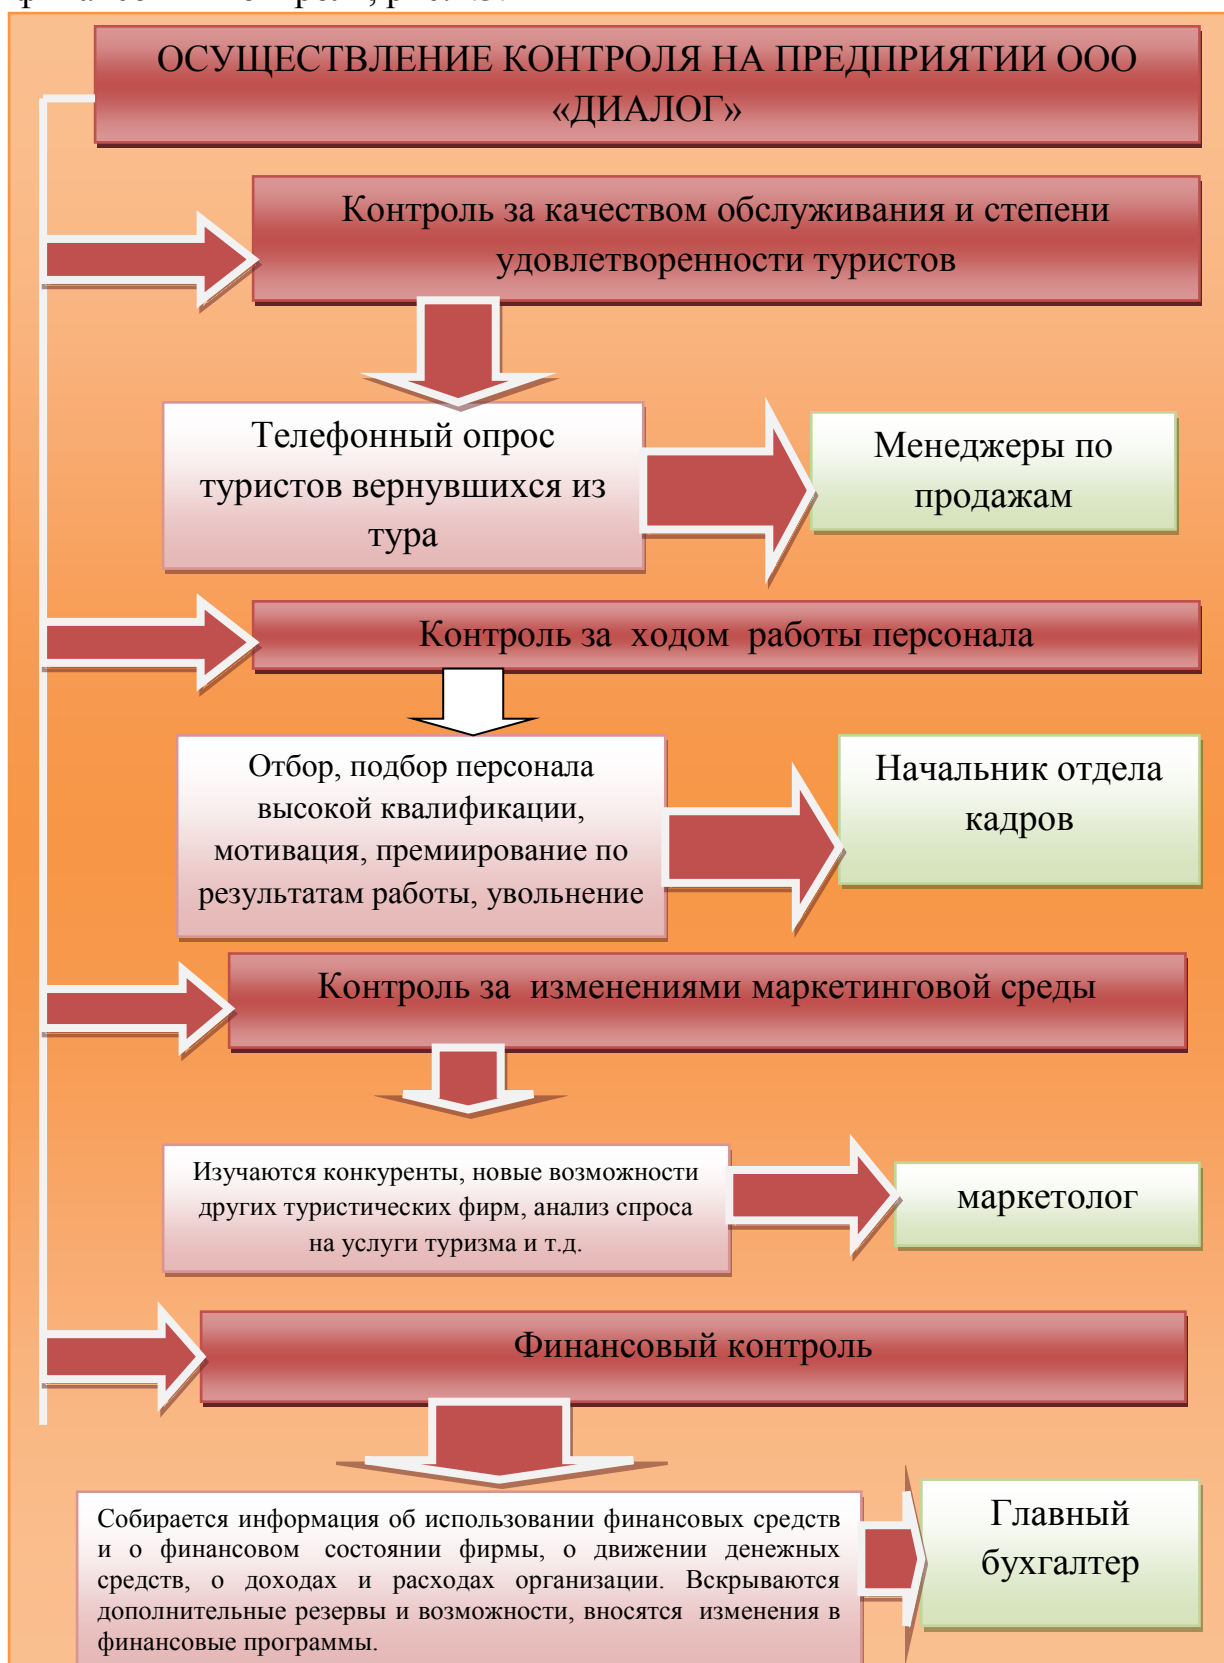 ОСУЩЕСТВЛЕНИЕ КОНТРОЛЯ НА ПРЕДПРИЯТИИ ООО
«ДИАЛОГ»
Контроль за качеством обслуживания и степени
удовлетворенности туристов
Телефонный опрос
туристов вернувшихся из
тура
Менеджеры по
продажам
Контроль за ходом работы персонала
Отбор, подбор персонала
высокой квалификации,
мотивация, премиирование по
результатам работы, увольнение
Начальник отдела
кадров
Контроль за изменениями маркетинговой среды
Изучаются конкуренты, новые возможности
других туристических фирм, анализ спроса
на услуги туризма и т.д.
маркетолог
Финансовый контроль
Собирается информация об использовании финансовых средств
и о финансовом состоянии фирмы, о движении денежных
средств, о доходах и расходах организации. Вскрываются
дополнительные резервы и возможности, вносятся изменения в
финансовые программы.
Главный
бухгалтер